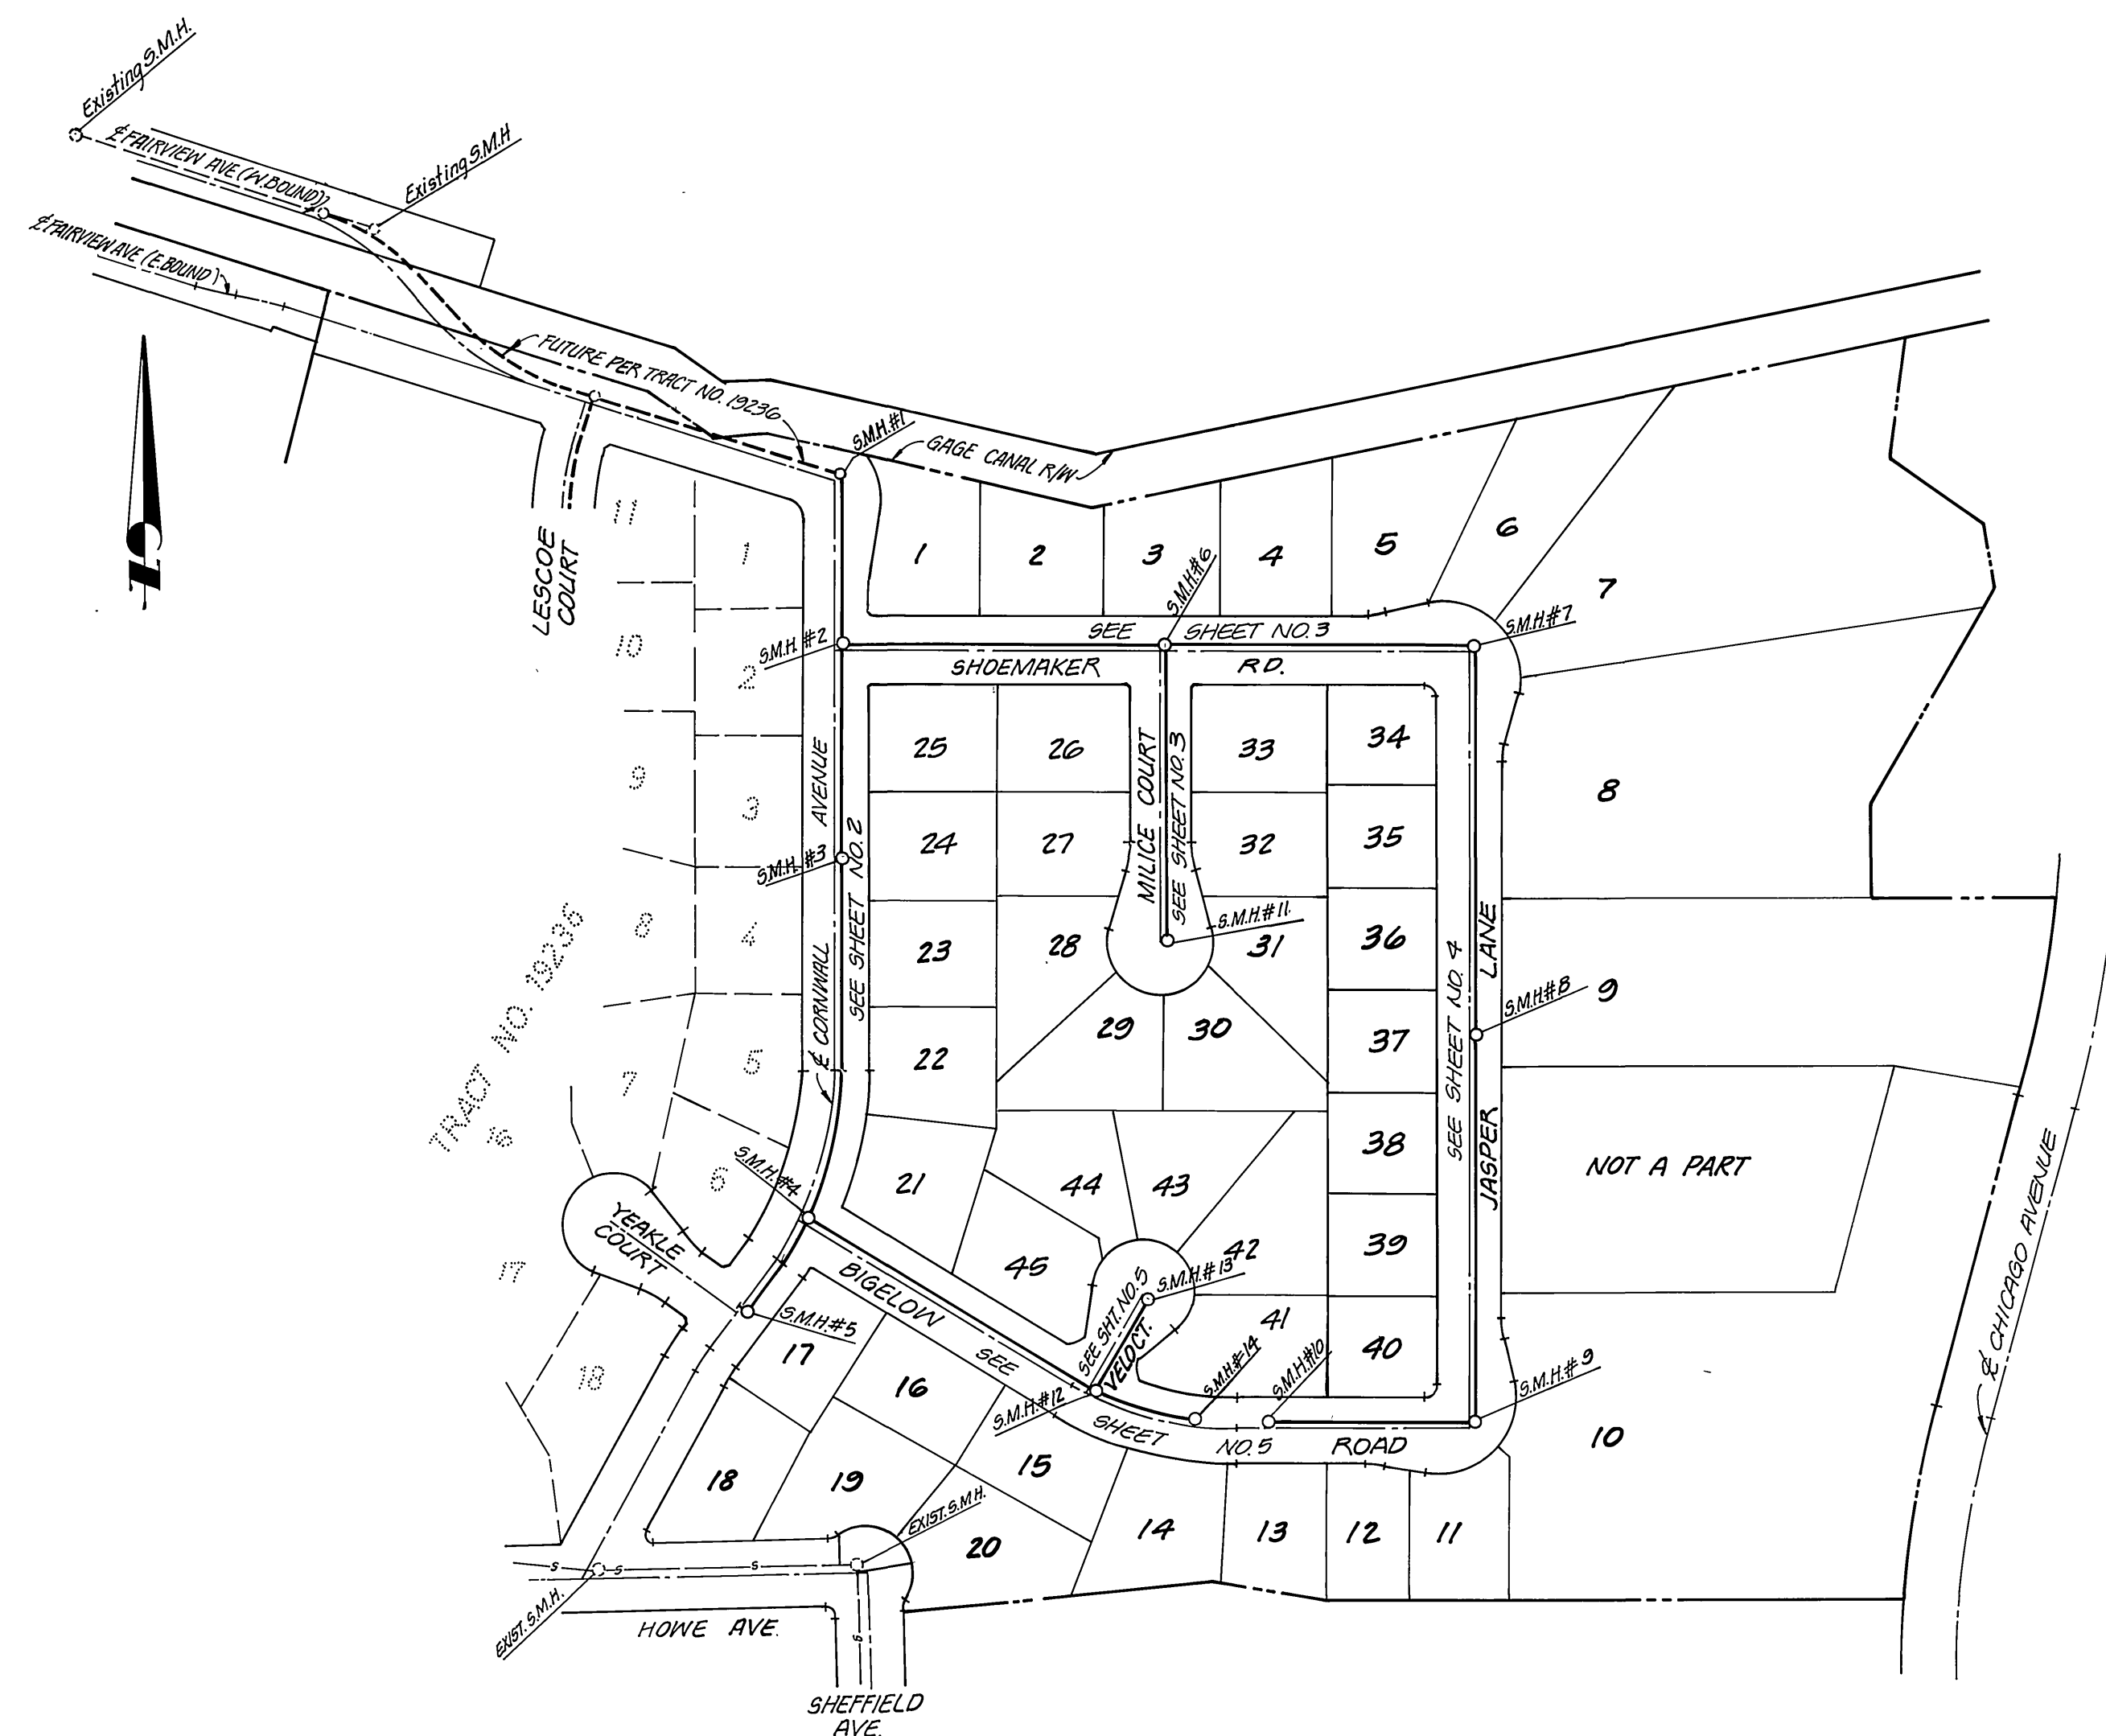 Existing S.M.H.
₵ FAIRVIEW AVE (W.BOUND)
Existing S.M.H
₵ FAIRVIEW AVE (E.BOUND)
FUTURE PER TRACT NO. 19236
S.M.H.#1
GAGE CANAL R/W
LESCOE
COURT
11
1
1
2
3
4
5
6
7
S.M.H.#6
S.M.H.#7
SEE SHEET NO.3
S.M.H.#2
10
2
SHOEMAKER RD.
9
3
₵ CORNWALL AVENUE
SEE SHEET NO. 2
25
26
MILICE COURT
SEE SHEET NO.3
33
34
8
S.M.H.#3
24
27
32
35
TRACT NO. 19236
8
4
23
28
S.M.H.#11.
31
36
SEE SHEET NO. 4
JASPER LANE
S.M.H.#8
9
7
5
22
29
30
37
16
38
NOT A PART
₵ CHICAGO AVENUE
S.M.H.#4
6
21
44
43
YEAKLE
COURT
17
45
42
39
S.M.H.#13
SEE SHT. NO.5
VELO CT.
BIGELOW
S.M.H.#5
17
SEE
41
40
S.M.H.#14
S.M.H.#10
S.M.H.#9
18
16
S.M.H.#12
SHEET NO.5 ROAD
10
18
19
15
EXIST. S.M.H.
20
14
13
12
11
S
S
S
EXIST. S.M.H.
HOWE AVE.
S
SHEFFIELD
AVE.